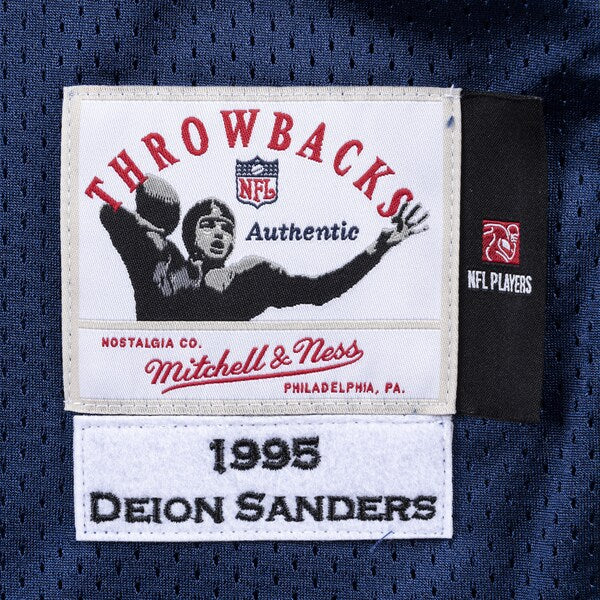 THROWBACKS
NFL
Authentic
NFL PLAYERS
NOSTALGIA CO.
Mitchell & Ness
PHILADELPHIA, PA.
1995
DEION SANDERS